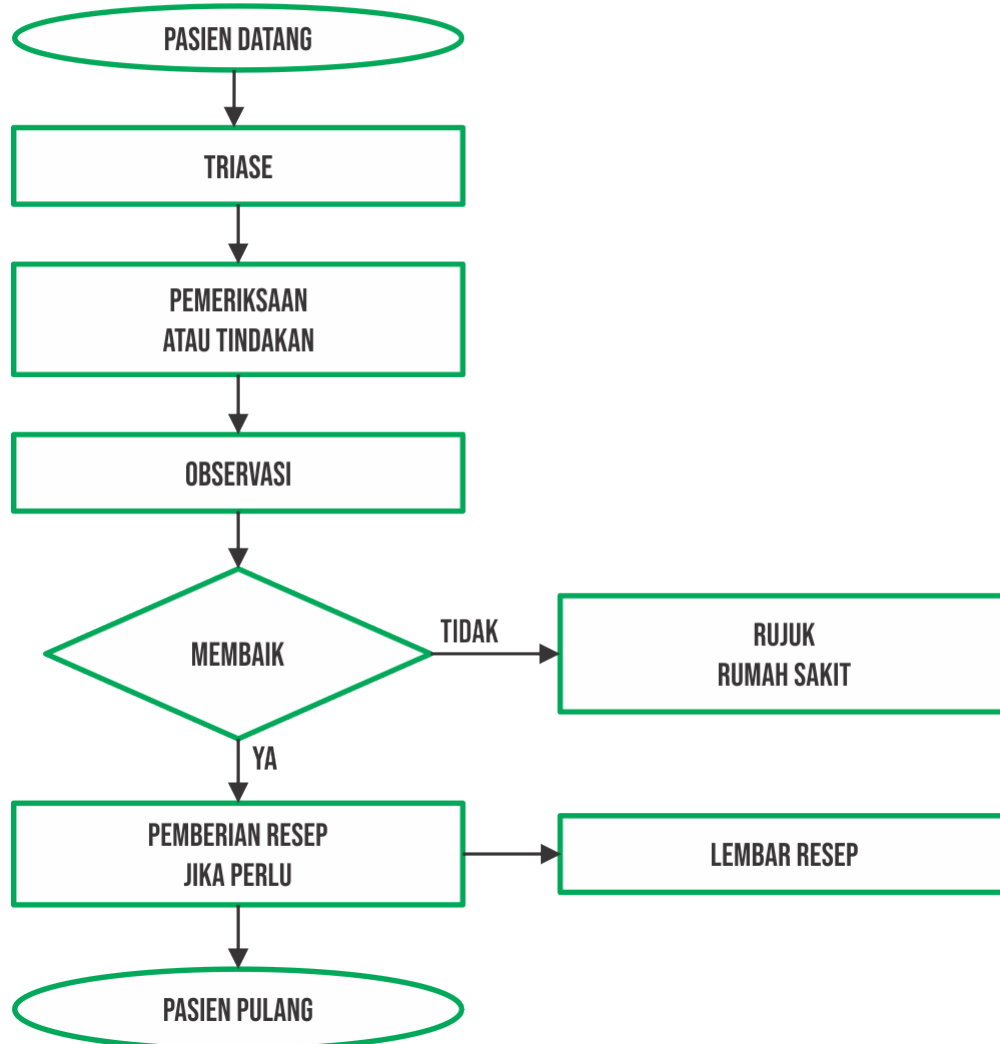 PASIEN DATANG
TRIASE
PEMERIKSAAN
ATAU TINDAKAN
OBSERVASI
MEMBAIK
TIDAK
RUJUK
RUMAH SAKIT
YA
PEMBERIAN RESEP
JIKA PERLU
LEMBAR RESEP
PASIEN PULANG